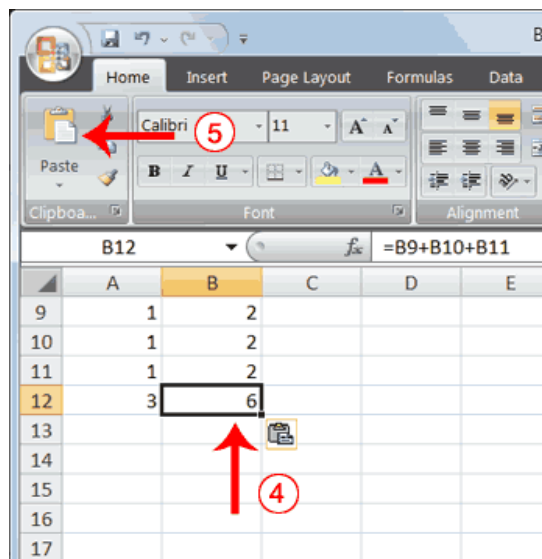 B
Home Insert Page Layout Formulas Data
Calibri 11 A A
5
Paste
B I U A
Clipboa... Font Alignment
B12 fx =B9+B10+B11
A B C D E
9 1 2
10 1 2
11 1 2
12 3 6
13
14
15 4
16
17